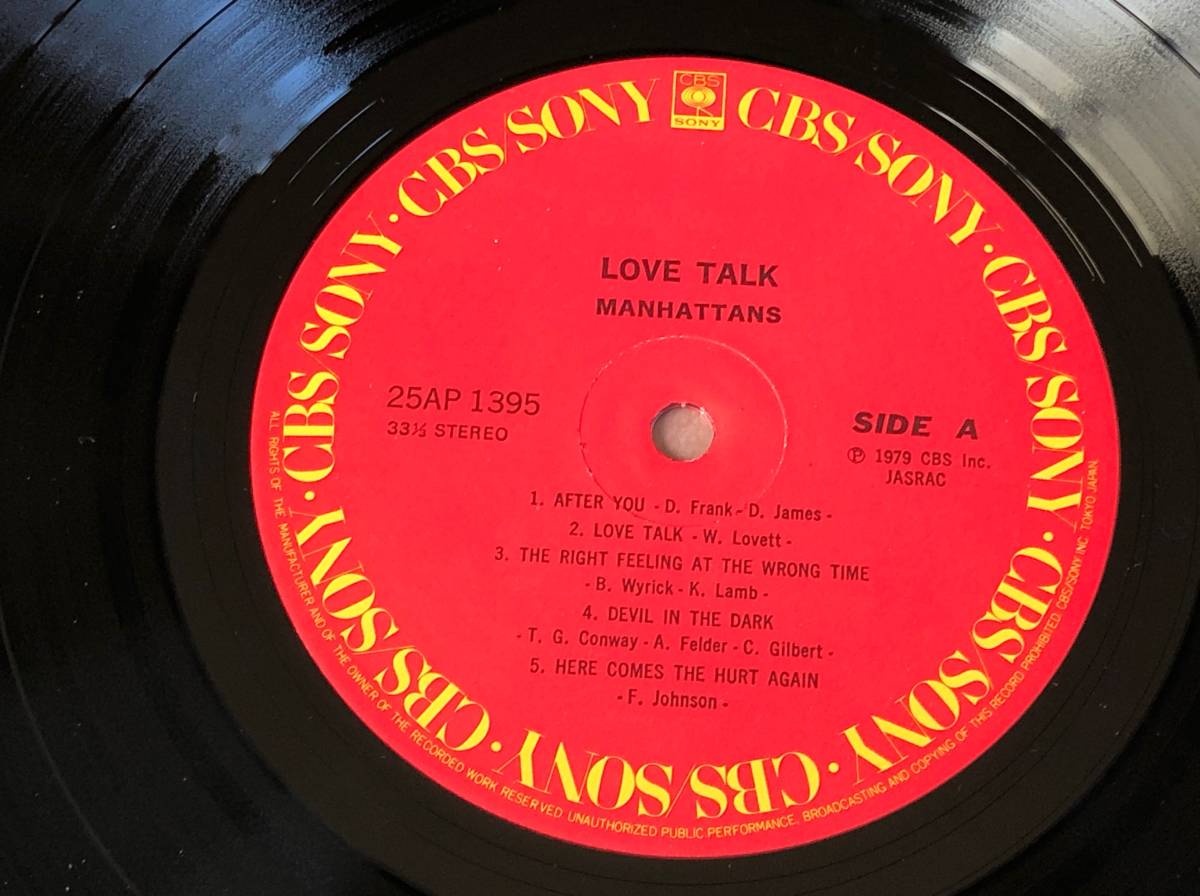 CBS
SONY
CBS/SONY · CBS/SONY · CBS/SONY · CBS/SONY · CBS/SONY · CBS/SONY · CBS/SONY · CBS/SONY
LOVE TALK
MANHATTANS
25AP 1395
33⅓ STEREO
SIDE A
Ⓟ 1979 CBS Inc.
JASRAC
1. AFTER YOU - D. Frank - D. James -
2. LOVE TALK - W. Lovett -
3. THE RIGHT FEELING AT THE WRONG TIME
- B. Wyrick - K. Lamb -
4. DEVIL IN THE DARK
- T. G. Conway - A. Felder - C. Gilbert -
5. HERE COMES THE HURT AGAIN
- F. Johnson -
ALL RIGHTS OF THE MANUFACTURER AND OF THE OWNER OF THE RECORDED WORK RESERVED UNAUTHORIZED PUBLIC PERFORMANCE, BROADCASTING AND COPYING OF THIS RECORD PROHIBITED. CBS/SONY INC. TOKYO JAPAN